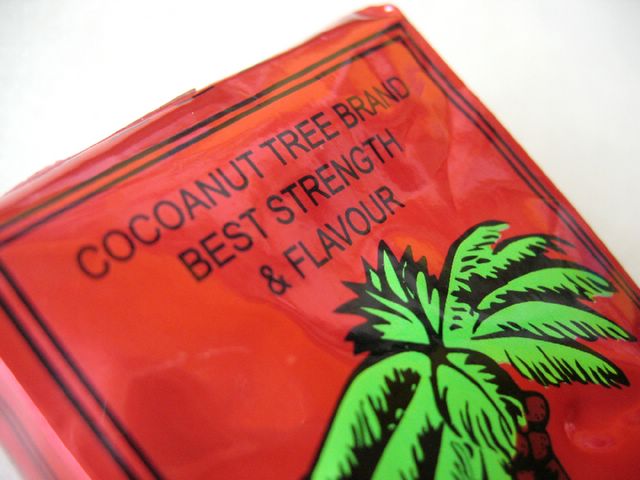 COCOANUT TREE BRAND
BEST STRENGTH
& FLAVOUR